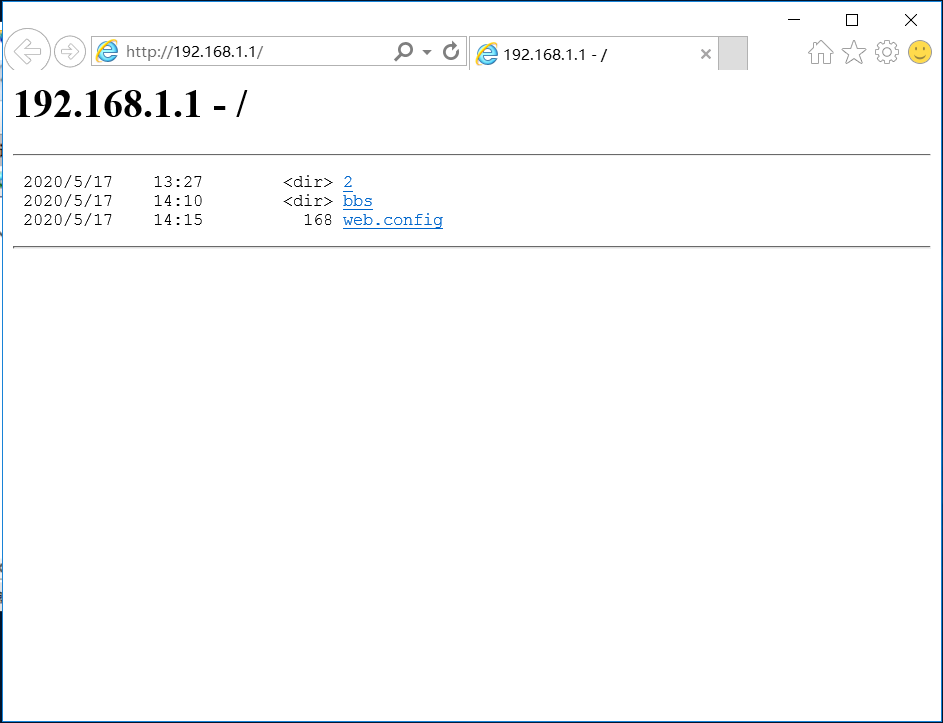 http://192.168.1.1/
192.168.1.1 - /
192.168.1.1 - /
2020/5/17 13:27 <dir> 2
2020/5/17 14:10 <dir> bbs
2020/5/17 14:15 168 web.config